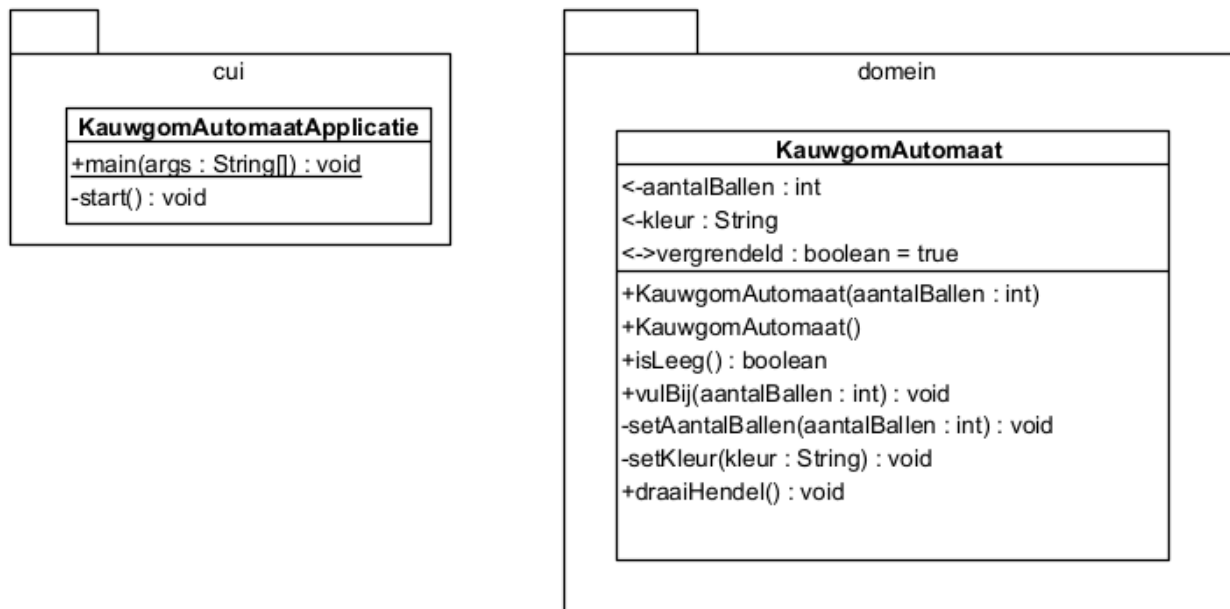 cui
KauwgomAutomaatApplicatie
+main(args : String[]) : void
-start() : void
domein
KauwgomAutomaat
<-aantalBallen : int
<-kleur : String
<->vergrendeld : boolean = true
+KauwgomAutomaat(aantalBallen : int)
+KauwgomAutomaat()
+isLeeg() : boolean
+vulBij(aantalBallen : int) : void
-setAantalBallen(aantalBallen : int) : void
-setKleur(kleur : String) : void
+draaiHendel() : void